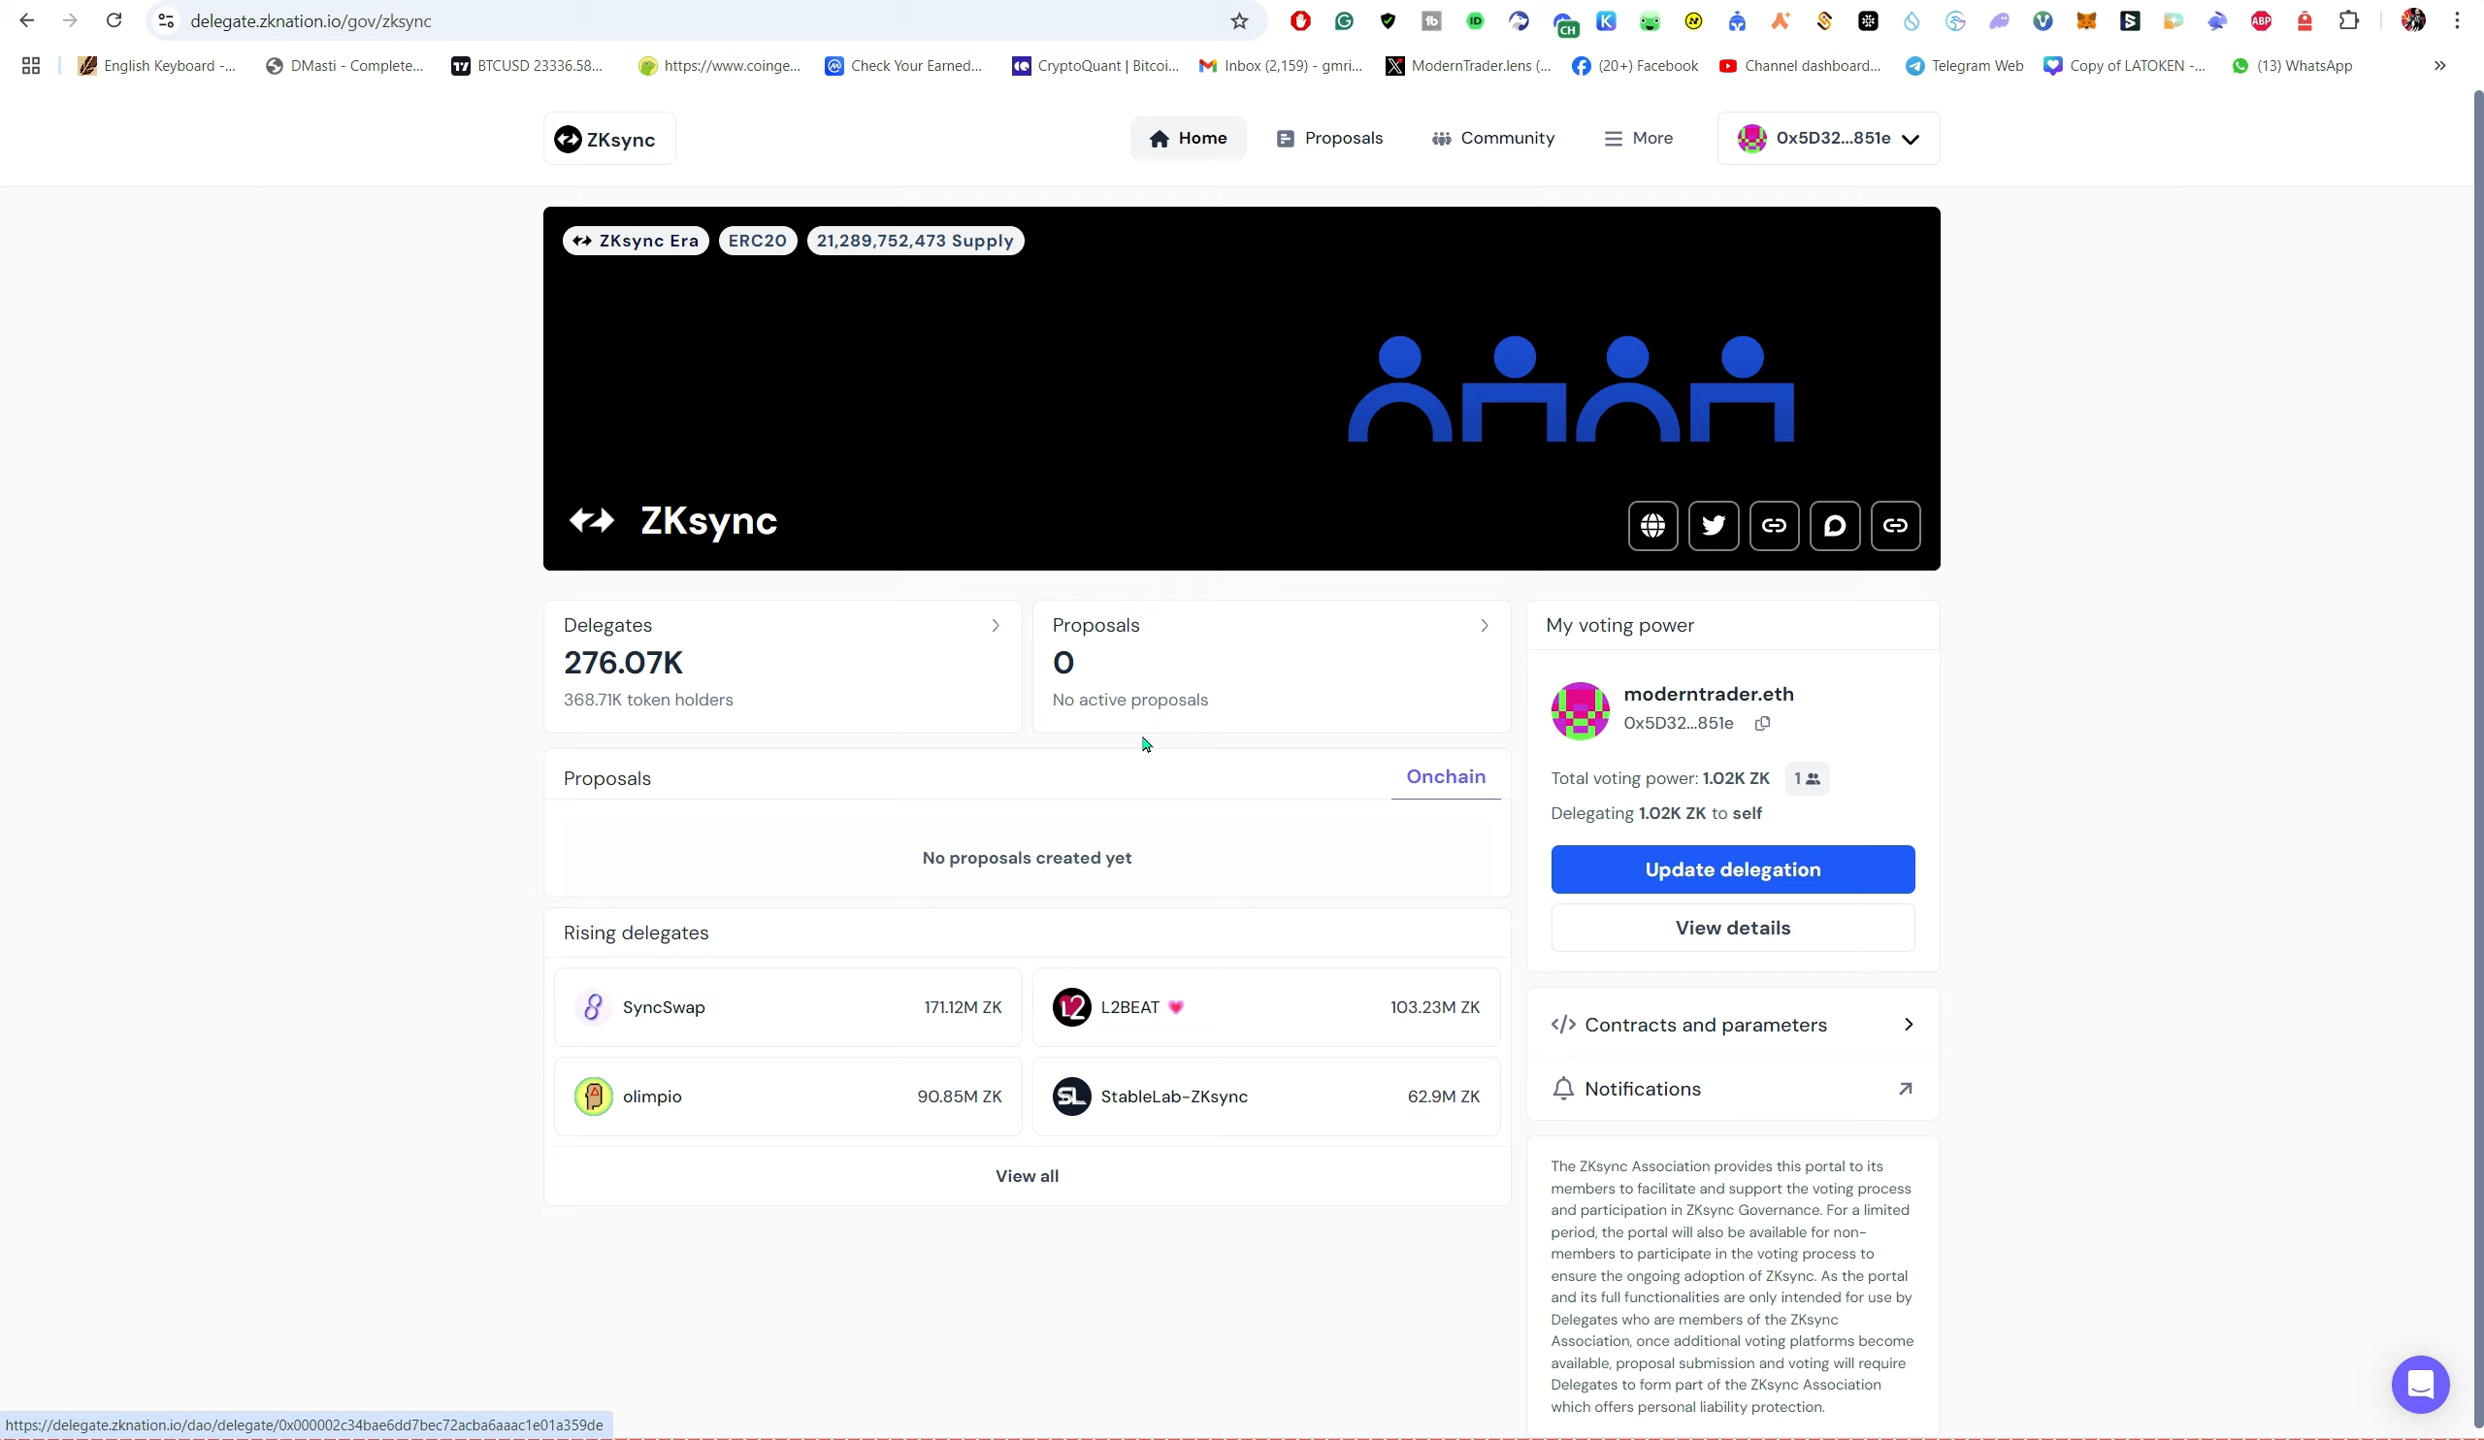 delegate.zknation.io/gov/zksync
English Keyboard -...
DMasti - Complete...
BTCUSD 23336.58...
https://www.coinge...
Check Your Earned...
CryptoQuant | Bitcoi...
Inbox (2,159) - gmri...
ModernTrader.lens (...
(20+) Facebook
Channel dashboard...
Telegram Web
Copy of LATOKEN -...
(13) WhatsApp
ZKsync
Home
Proposals
Community
More
0x5D32...851e
ZKsync Era
ERC20
21,289,752,473 Supply
ZKsync
Delegates
276.07K
368.71K token holders
Proposals
0
No active proposals
Proposals
Onchain
No proposals created yet
Rising delegates
SyncSwap
171.12M ZK
L2BEAT 💗
103.23M ZK
olimpio
90.85M ZK
StableLab-ZKsync
62.9M ZK
View all
My voting power
moderntrader.eth
0x5D32...851e
Total voting power: 1.02K ZK
1
Delegating 1.02K ZK to self
Update delegation
View details
</> Contracts and parameters
Notifications
The ZKsync Association provides this portal to its
members to facilitate and support the voting process
and participation in ZKsync Governance. For a limited
period, the portal will also be available for non-
members to participate in the voting process to
ensure the ongoing adoption of ZKsync. As the portal
and its full functionalities are only intended for use by
Delegates who are members of the ZKsync
Association, once additional voting platforms become
available, proposal submission and voting will require
Delegates to form part of the ZKsync Association
which offers personal liability protection.
https://delegate.zknation.io/dao/delegate/0x000002c34bae6dd7bec72acba6aaac1e01a359de